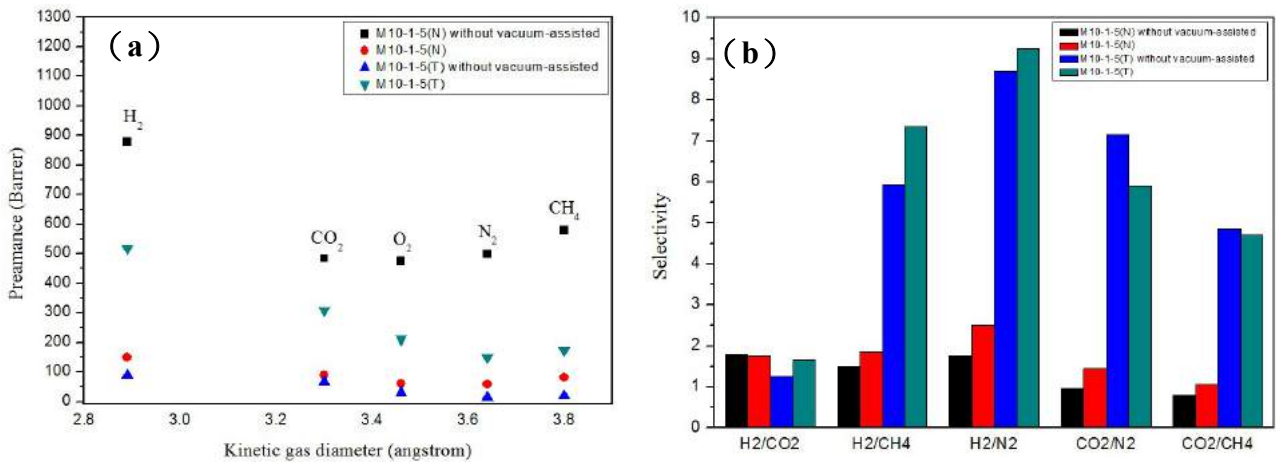 (a)
Preamance (Barrer)
1300
1200
1100
1000
900
800
700
600
500
400
300
200
100
0
M10-1-5(N) without vacuum-assisted
M10-1-5(N)
M10-1-5(T) without vacuum-assisted
M10-1-5(T)
H2
CO2
O2
N2
CH4
2.8 3.0 3.2 3.4 3.6 3.8
Kinetic gas diameter (angstrom)
(b)
Selectivity
10
9
8
7
6
5
4
3
2
1
0
M10-1-5(N) without vacuum-assisted
M10-1-5(N)
M10-1-5(T) without vacuum-assisted
M10-1-5(T)
H2/CO2 H2/CH4 H2/N2 CO2/N2 CO2/CH4